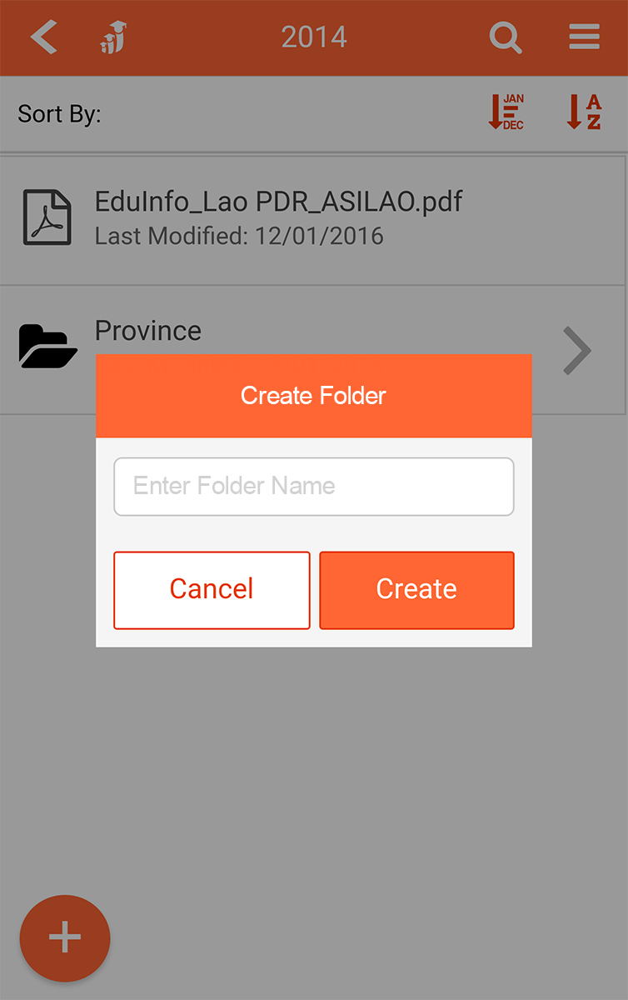 2014
Sort By:
JAN
DEC
A
Z
EduInfo_Lao PDR_ASILAO.pdf
Last Modified: 12/01/2016
Province
Create Folder
Enter Folder Name
Cancel
Create